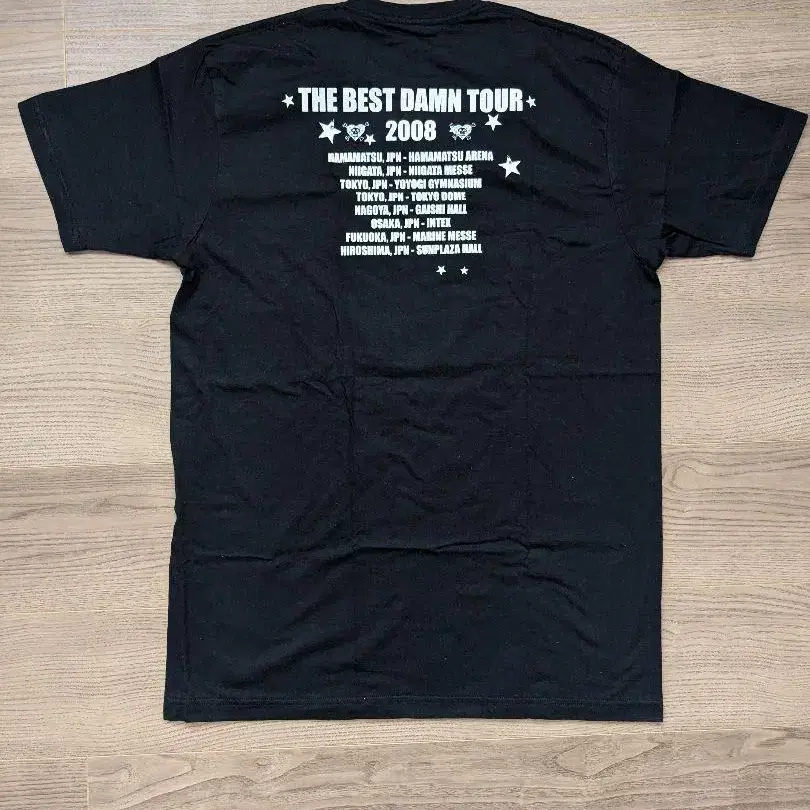 THE BEST DAMN TOUR
2008
HAMAMATSU, JPN - HAMAMATSU ARENA
NIIGATA, JPN - NIIGATA MESSE
TOKYO, JPN - YOYOGI GYMNASIUM
TOKYO, JPN - TOKYO DOME
NAGOYA, JPN - GAISHI HALL
OSAKA, JPN - INTEX
FUKUOKA, JPN - MARINE MESSE
HIROSHIMA, JPN - SUNPLAZA HALL